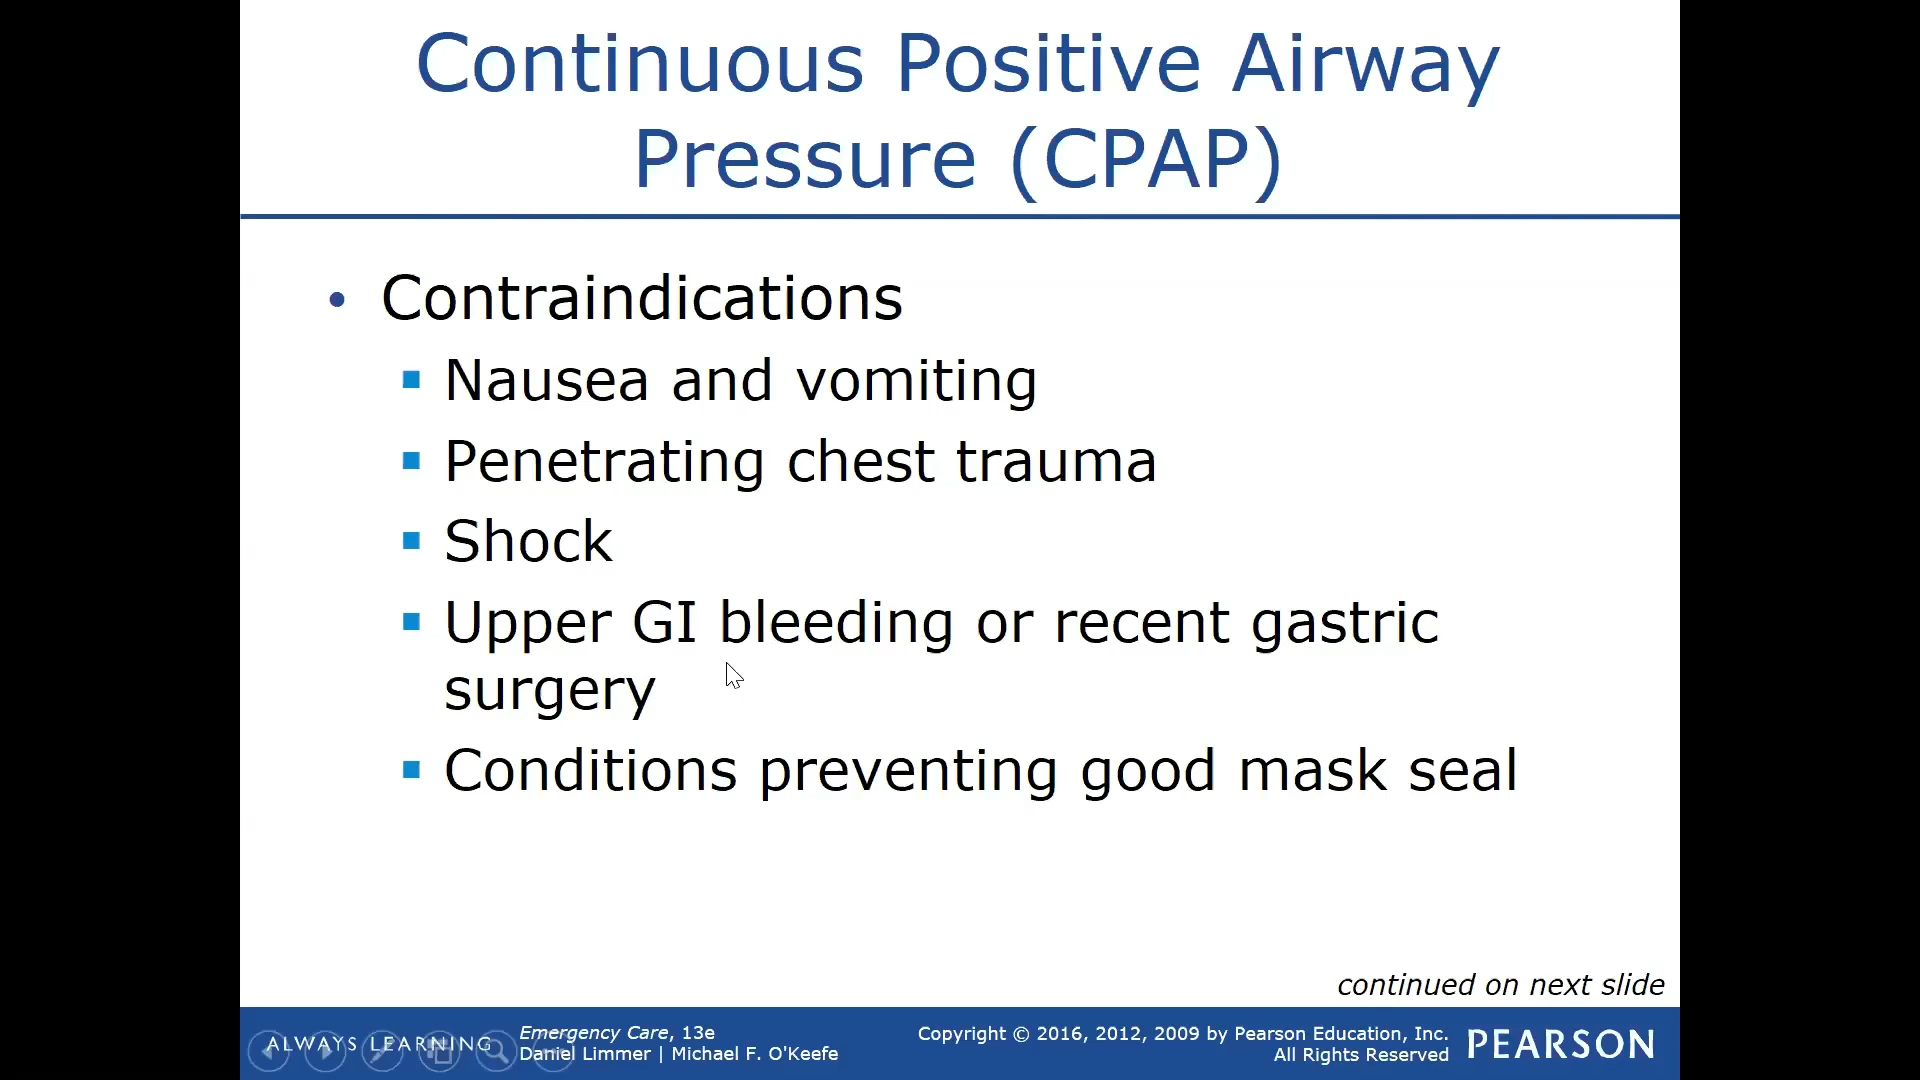 Continuous Positive Airway
Pressure (CPAP)
• Contraindications
▪ Nausea and vomiting
▪ Penetrating chest trauma
▪ Shock
▪ Upper GI bleeding or recent gastric
surgery
▪ Conditions preventing good mask seal
continued on next slide
ALWAYS LEARNING
Emergency Care, 13e
Daniel Limmer | Michael F. O'Keefe
Copyright © 2016, 2012, 2009 by Pearson Education, Inc.
All Rights Reserved
PEARSON